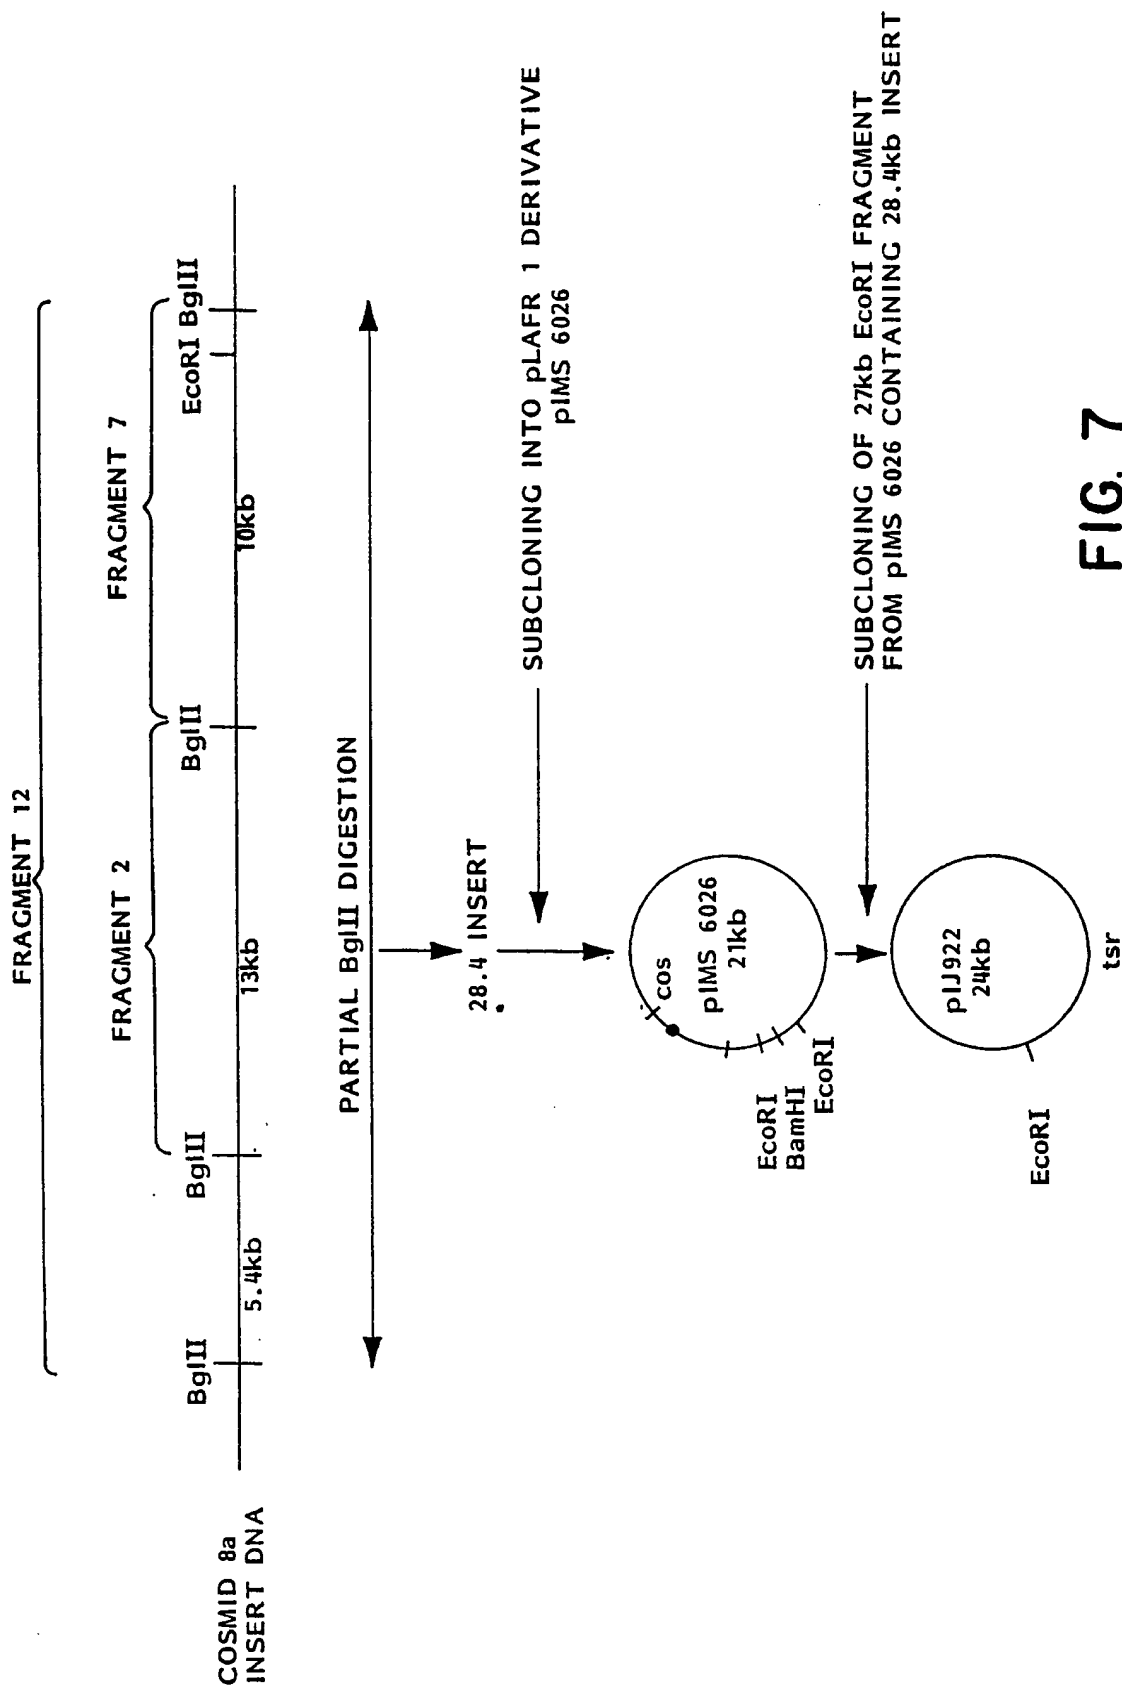 FRAGMENT 12
FRAGMENT 2
FRAGMENT 7
BglII
BglII
BglII
EcoRI BglII
COSMID 8a
INSERT DNA
5.4kb
13kb
10kb
PARTIAL BglII DIGESTION
28.4 INSERT
SUBCLONING INTO pLAFR 1 DERIVATIVE
pIMS 6026
cos
pIMS 6026
21kb
EcoRI
BamHI
EcoRI
SUBCLONING OF 27kb EcoRI FRAGMENT
FROM pIMS 6026 CONTAINING 28.4kb INSERT
pIJ922
24kb
EcoRI
tsr
FIG. 7